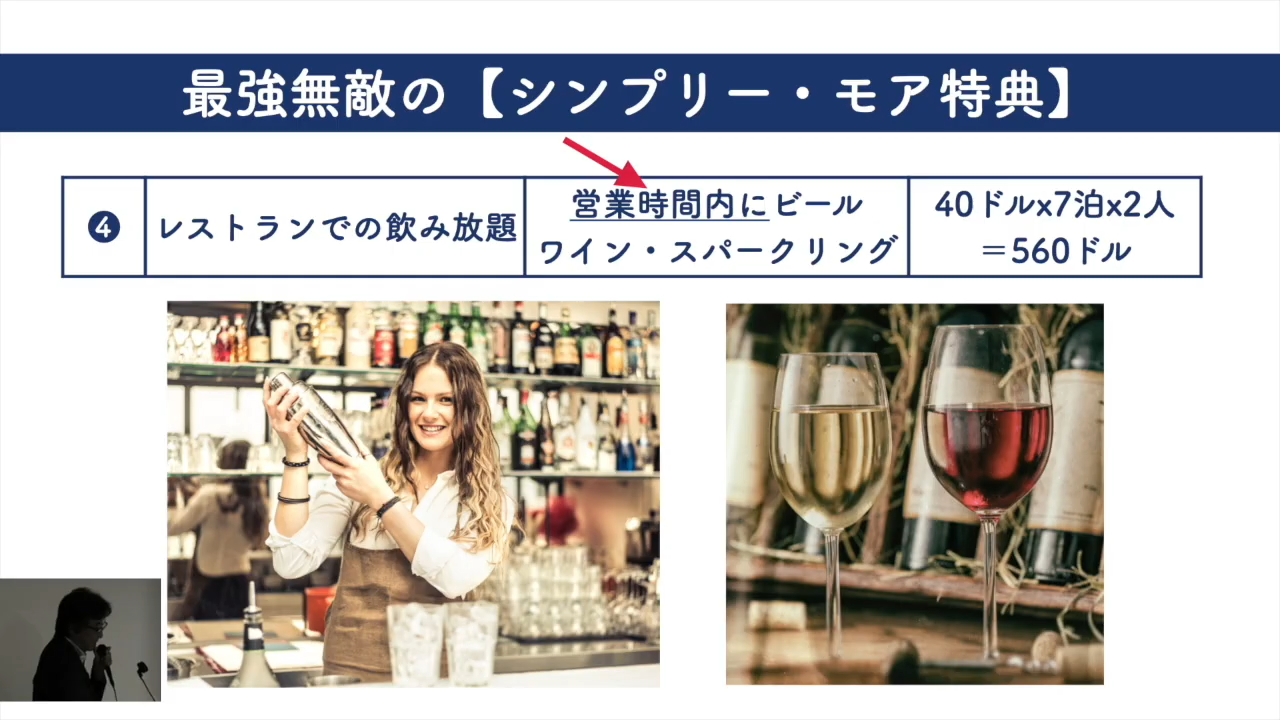 最強無敵の【シンプリー・モア特典】
❹
レストランでの飲み放題
営業時間内にビール
ワイン・スパークリング
40ドルx7泊x2人
＝560ドル